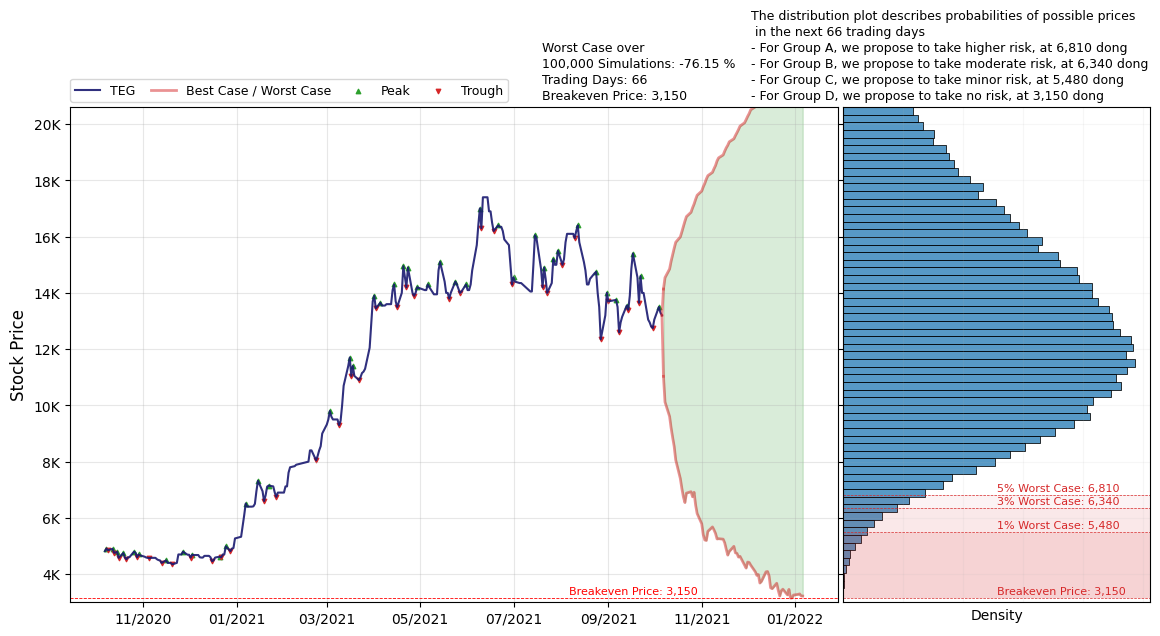 The distribution plot describes probabilities of possible prices
in the next 66 trading days
- For Group A, we propose to take higher risk, at 6,810 dong
- For Group B, we propose to take moderate risk, at 6,340 dong
- For Group C, we propose to take minor risk, at 5,480 dong
- For Group D, we propose to take no risk, at 3,150 dong
Worst Case over
100,000 Simulations: -76.15 %
Trading Days: 66
Breakeven Price: 3,150
TEG
Best Case / Worst Case
Peak
Trough
Stock Price
20K
18K
16K
14K
12K
10K
8K
6K
4K
Breakeven Price: 3,150
11/2020
01/2021
03/2021
05/2021
07/2021
09/2021
11/2021
01/2022
5% Worst Case: 6,810
3% Worst Case: 6,340
1% Worst Case: 5,480
Breakeven Price: 3,150
Density